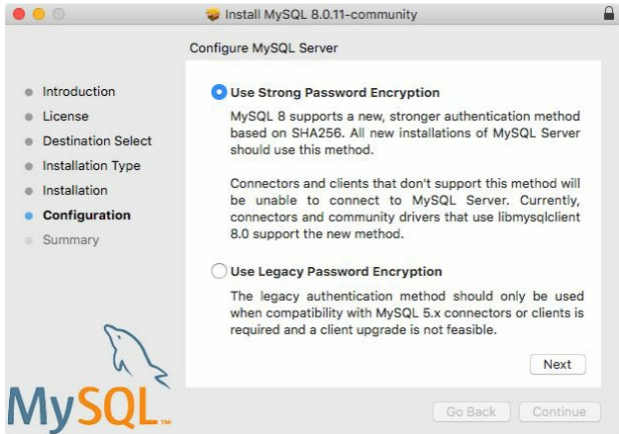 Install MySQL 8.0.11-community
Configure MySQL Server
Introduction
License
Destination Select
Installation Type
Installation
Configuration
Summary
Use Strong Password Encryption
MySQL 8 supports a new, stronger authentication method
based on SHA256. All new installations of MySQL Server
should use this method.
Connectors and clients that don't support this method will
be unable to connect to MySQL Server. Currently,
connectors and community drivers that use libmysqlclient
8.0 support the new method.
Use Legacy Password Encryption
The legacy authentication method should only be used
when compatibility with MySQL 5.x connectors or clients is
required and a client upgrade is not feasible.
Next
MySQL™
Go Back
Continue